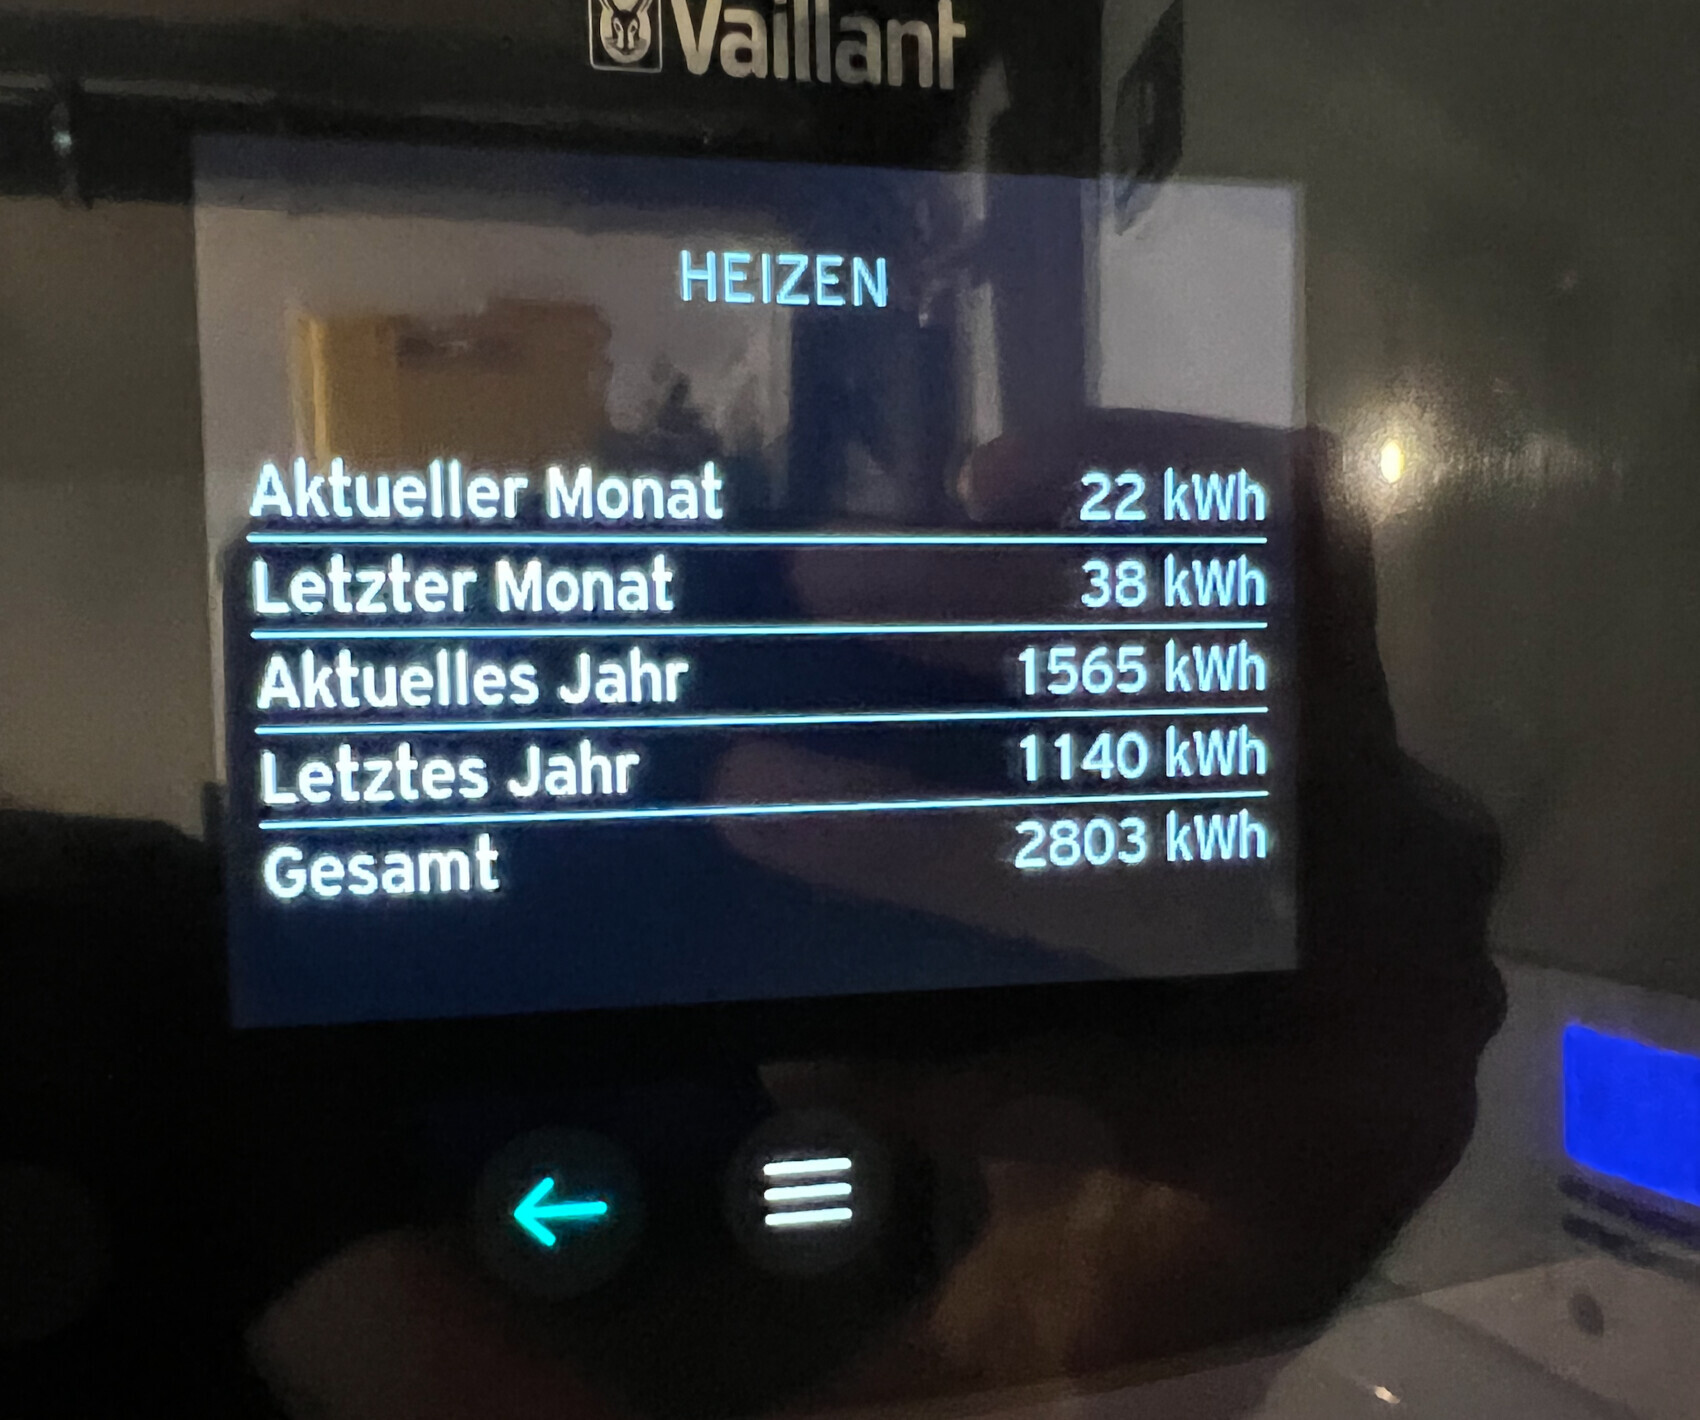 Vaillant
HEIZEN
Aktueller Monat 22 kWh
Letzter Monat 38 kWh
Aktuelles Jahr 1565 kWh
Letztes Jahr 1140 kWh
Gesamt 2803 kWh